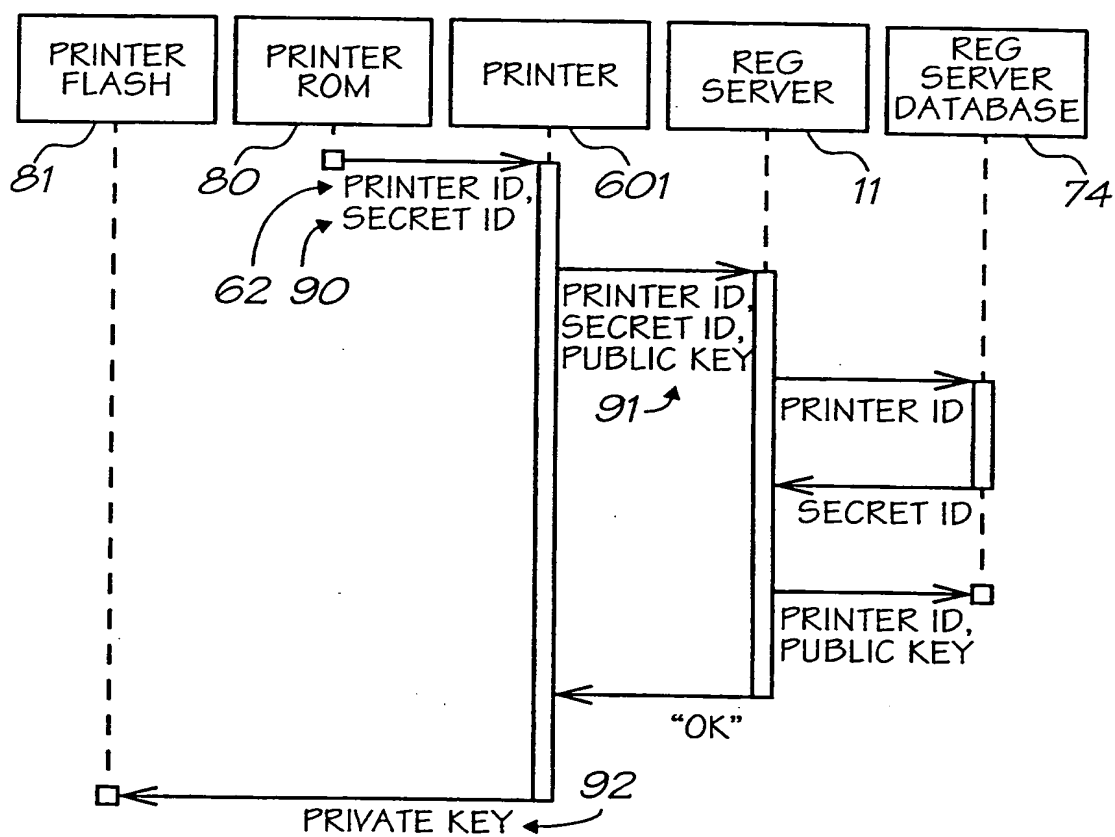 PRINTER
FLASH
PRINTER
ROM
PRINTER
REG
SERVER
REG
SERVER
DATABASE
81
80
601
11
74
PRINTER ID,
SECRET ID
62 90
PRINTER ID,
SECRET ID,
PUBLIC KEY
91
PRINTER ID
SECRET ID
PRINTER ID,
PUBLIC KEY
"OK"
92
PRIVATE KEY